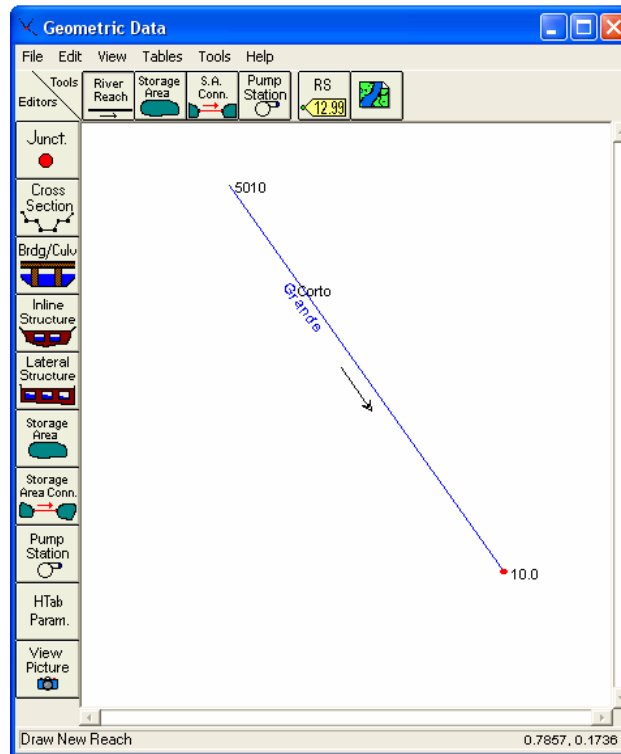 Geometric Data
File Edit View Tables Tools Help
Tools
Editors
River
Reach
Storage
Area
S.A.
Conn.
Pump
Station
RS
12.99
Junct.
Cross
Section
Brdg/Culv
Inline
Structure
Lateral
Structure
Storage
Area
Storage
Area Conn.
Pump
Station
HTab
Param.
View
Picture
5010
Corto
Grande
10.0
Draw New Reach
0.7857, 0.1736